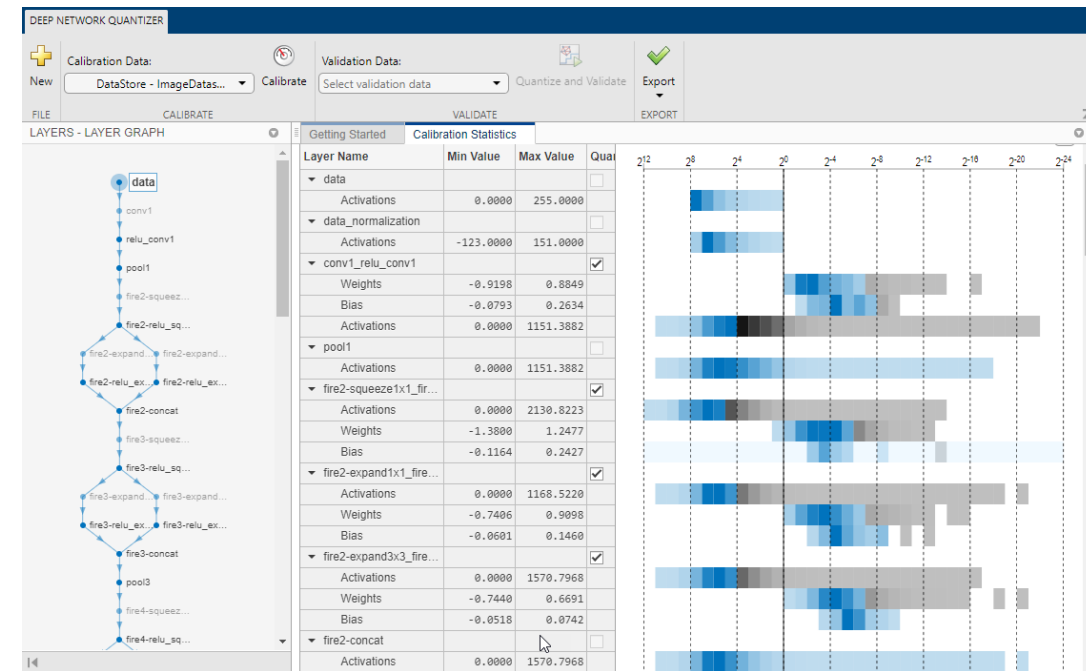 DEEP NETWORK QUANTIZER
New
Calibration Data:
DataStore - ImageDatas...
Calibrate
Validation Data:
Select validation data
Quantize and Validate
Export
FILE
CALIBRATE
VALIDATE
EXPORT
LAYERS - LAYER GRAPH
data
conv1
relu_conv1
pool1
fire2-squeez...
fire2-relu_sq...
fire2-expand... fire2-expand...
fire2-relu_ex... fire2-relu_ex...
fire2-concat
fire3-squeez...
fire3-relu_sq...
fire3-expand... fire3-expand...
fire3-relu_ex... fire3-relu_ex...
fire3-concat
pool3
fire4-squeez...
fire4-relu_sq...
Getting Started Calibration Statistics
Layer Name Min Value Max Value Quan
data
Activations 0.0000 255.0000
data_normalization
Activations -123.0000 151.0000
conv1_relu_conv1
Weights -0.9198 0.8849
Bias -0.0793 0.2634
Activations 0.0000 1151.3882
pool1
Activations 0.0000 1151.3882
fire2-squeeze1x1_fir...
Activations 0.0000 2130.8223
Weights -1.3800 1.2477
Bias -0.1164 0.2427
fire2-expand1x1_fire...
Activations 0.0000 1168.5220
Weights -0.7406 0.9098
Bias -0.0601 0.1460
fire2-expand3x3_fire...
Activations 0.0000 1570.7968
Weights -0.7440 0.6691
Bias -0.0518 0.0742
fire2-concat
Activations 0.0000 1570.7968
2^12 2^8 2^4 2^0 2^-4 2^-8 2^-12 2^-16 2^-20 2^-24